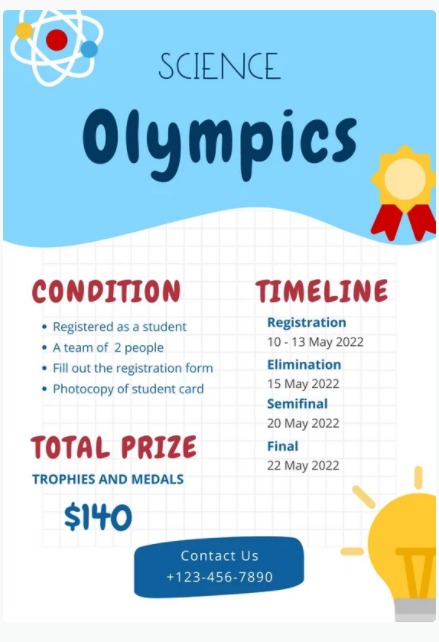 SCIENCE
Olympics
CONDITION
• Registered as a student
• A team of 2 people
• Fill out the registration form
• Photocopy of student card
TOTAL PRIZE
TROPHIES AND MEDALS
$140
TIMELINE
Registration
10 - 13 May 2022
Elimination
15 May 2022
Semifinal
20 May 2022
Final
22 May 2022
Contact Us
+123-456-7890